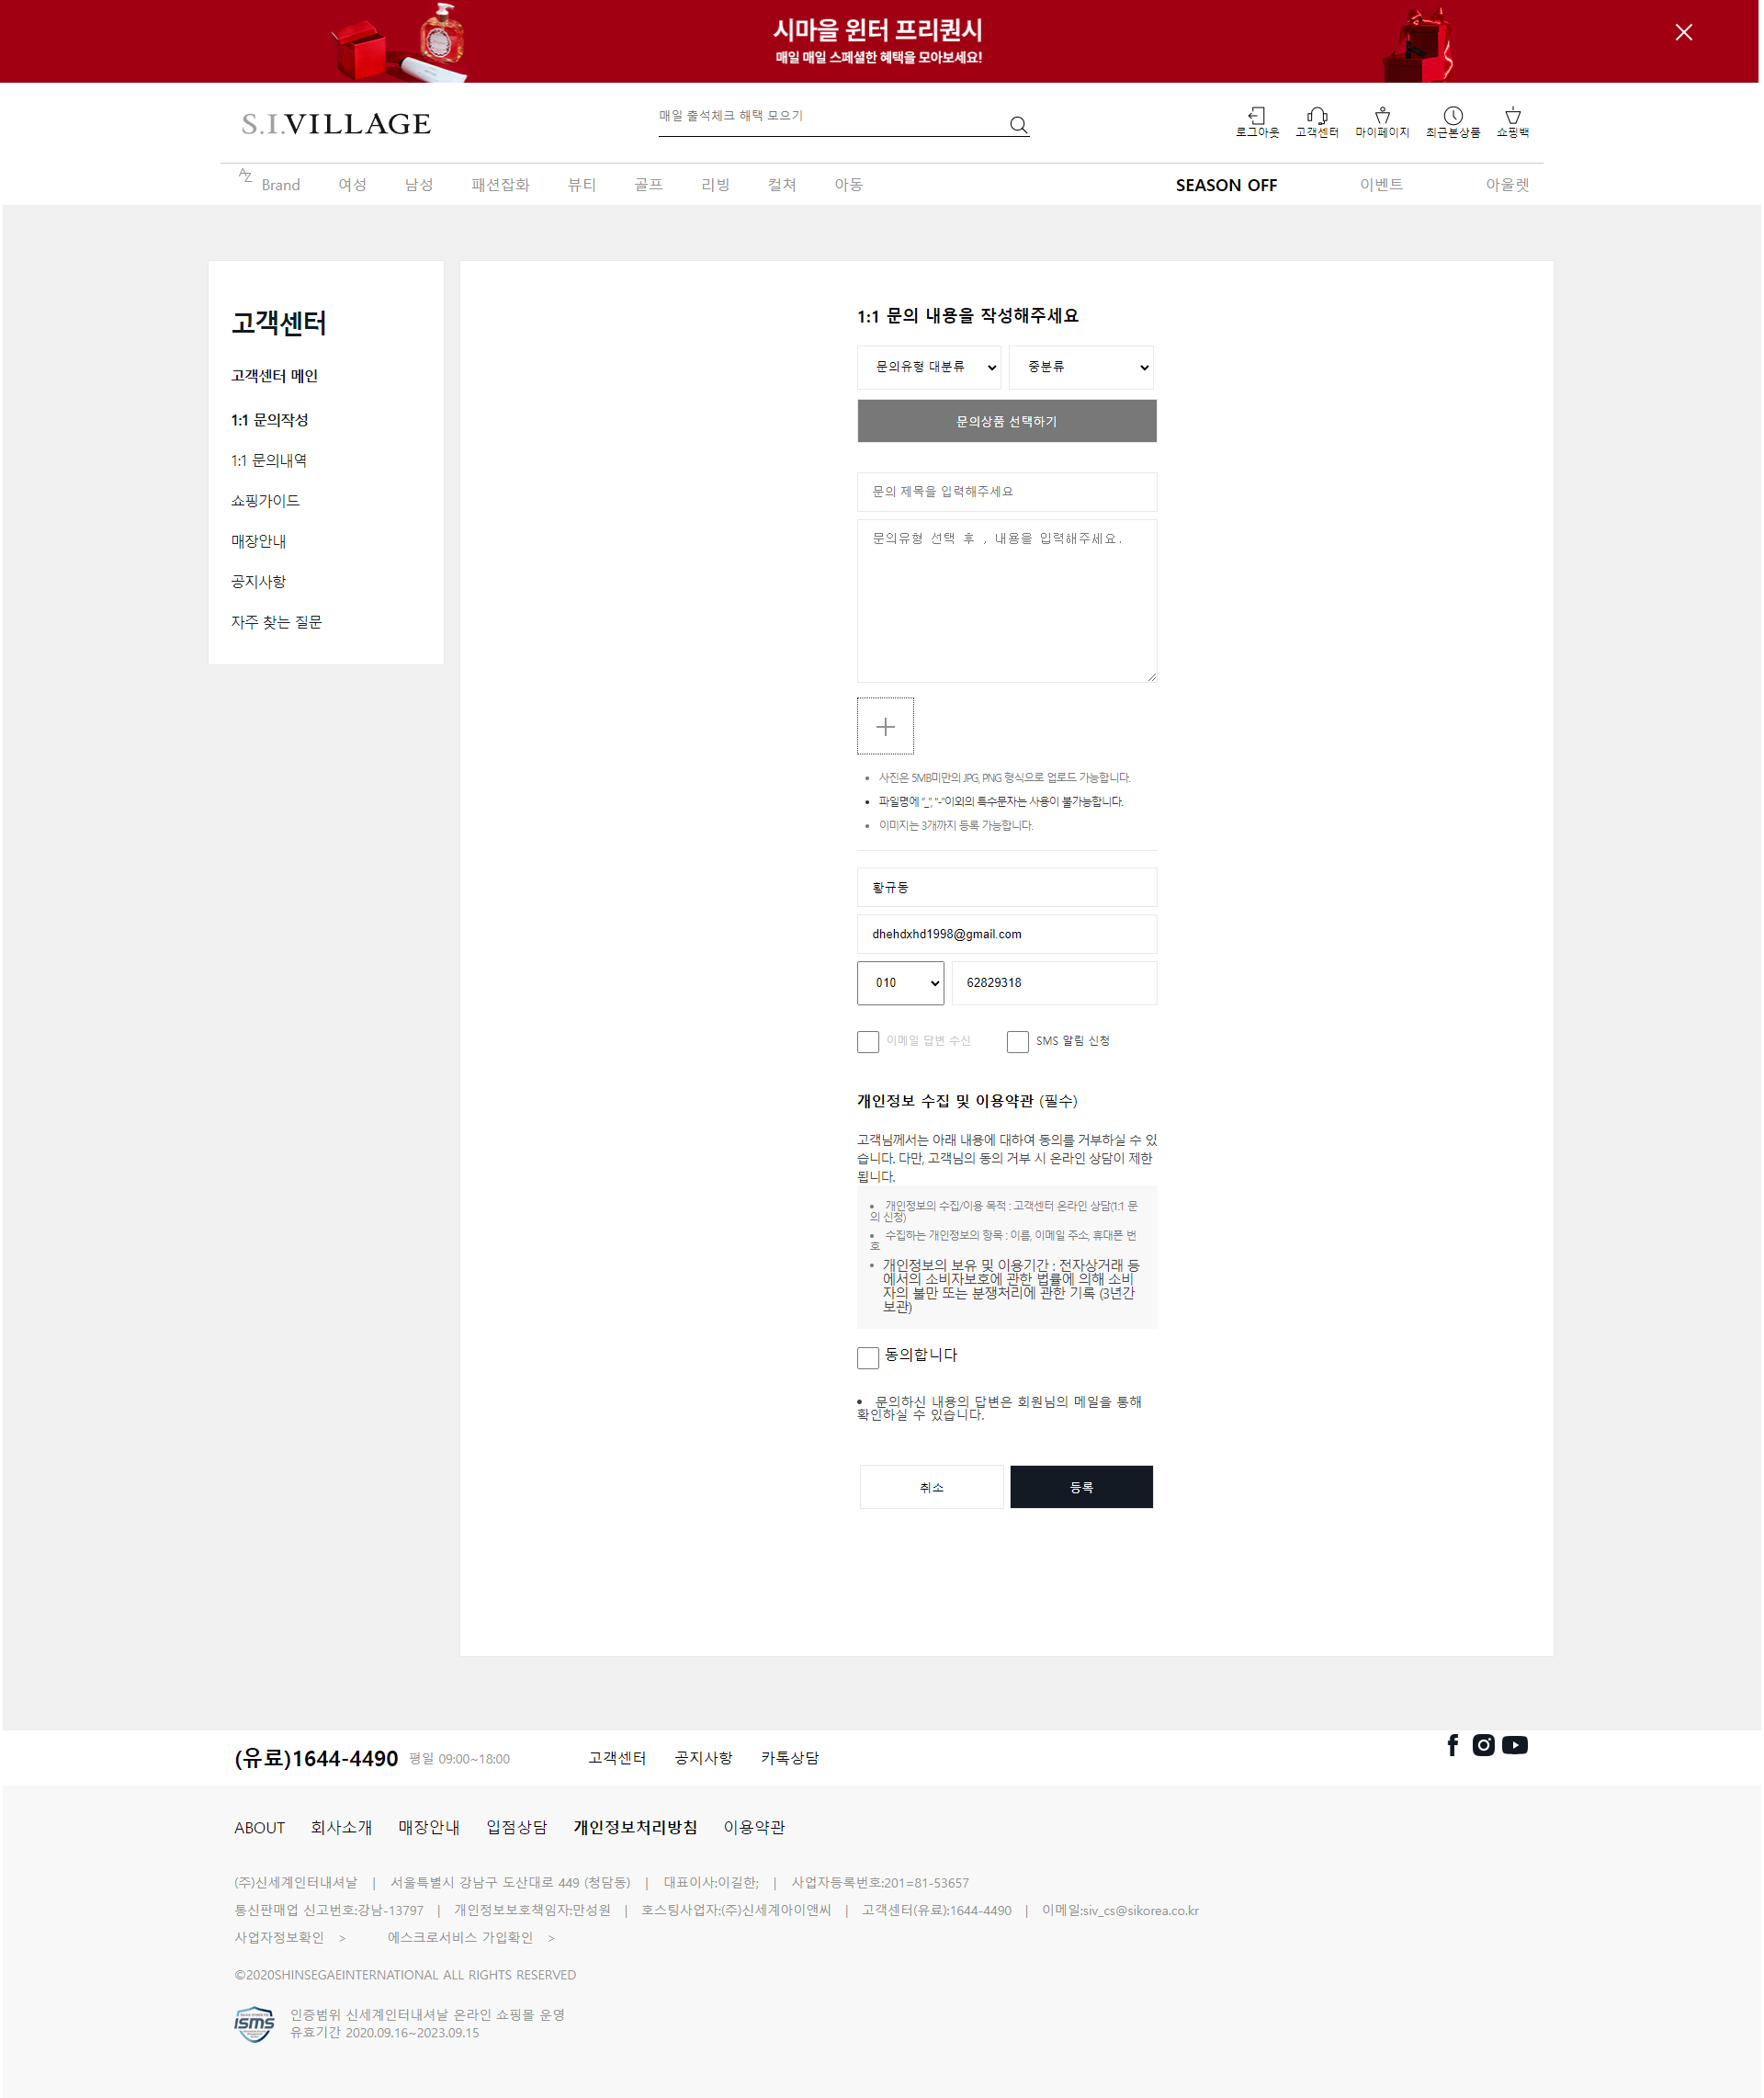 시마을 윈터 프리퀀시
매일 매일 스페셜한 혜택을 모아보세요!
S.I.VILLAGE
매일 출석체크 해택 모으기
로그아웃 고객센터 마이페이지 최근본상품 쇼핑백
AZ Brand 여성 남성 패션잡화 뷰티 골프 리빙 컬쳐 아동 SEASON OFF 이벤트 아울렛
고객센터
고객센터 메인
1:1 문의작성
1:1 문의내역
쇼핑가이드
매장안내
공지사항
자주 찾는 질문
1:1 문의 내용을 작성해주세요
문의유형 대분류 중분류
문의상품 선택하기
문의 제목을 입력해주세요
문의유형 선택 후 , 내용을 입력해주세요.
사진은 5MB미만의 JPG, PNG 형식으로 업로드 가능합니다.
파일명에 "_", "-"이외의 특수문자는 사용이 불가능합니다.
이미지는 3개까지 등록 가능합니다.
황규동
dhehdxhd1998@gmail.com
010 62829318
이메일 답변 수신 SMS 알림 신청
개인정보 수집 및 이용약관 (필수)
고객님께서는 아래 내용에 대하여 동의를 거부하실 수 있
습니다. 다만, 고객님의 동의 거부 시 온라인 상담이 제한
됩니다.
개인정보의 수집/이용 목적 : 고객센터 온라인 상담(1:1 문
의 신청)
수집하는 개인정보의 항목 : 이름, 이메일 주소, 휴대폰 번
호
개인정보의 보유 및 이용기간 : 전자상거래 등
에서의 소비자보호에 관한 법률에 의해 소비
자의 불만 또는 분쟁처리에 관한 기록 (3년간
보관)
동의합니다
문의하신 내용의 답변은 회원님의 메일을 통해
확인하실 수 있습니다.
취소 등록
(유료)1644-4490 평일 09:00~18:00 고객센터 공지사항 카톡상담
ABOUT 회사소개 매장안내 입점상담 개인정보처리방침 이용약관
(주)신세계인터내셔날 | 서울특별시 강남구 도산대로 449 (청담동) | 대표이사:이길한; | 사업자등록번호:201=81-53657
통신판매업 신고번호:강남-13797 | 개인정보보호책임자:만성원 | 호스팅사업자:(주)신세계아이앤씨 | 고객센터(유료):1644-4490 | 이메일:siv_cs@sikorea.co.kr
사업자정보확인 > 에스크로서비스 가입확인 >
©2020SHINSEGAEINTERNATIONAL ALL RIGHTS RESERVED
isms
인증범위 신세계인터내셔날 온라인 쇼핑몰 운영
유효기간 2020.09.16~2023.09.15